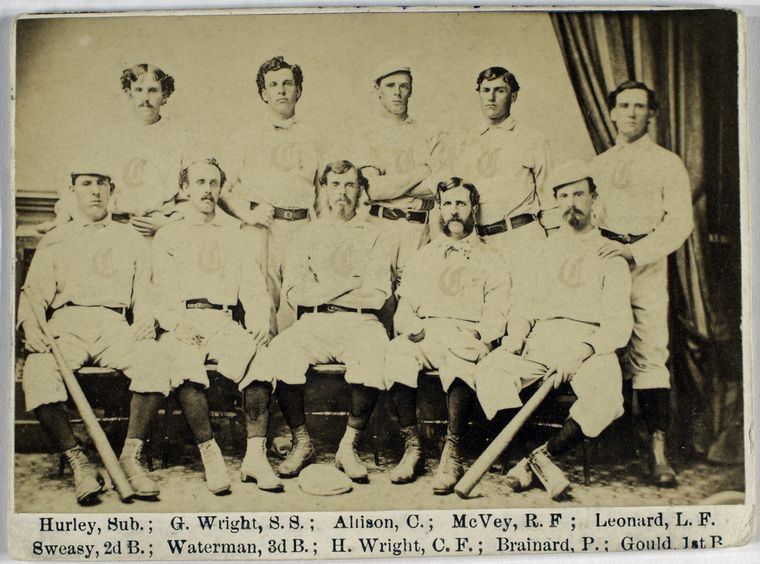 Hurley, Sub.; G. Wright, S. S.; Allison, C.; McVey, R. F; Leonard, L. F.
Sweasy, 2d B.; Waterman, 3d B.; H. Wright, C. F.; Brainard, P.; Gould 1st B
C
C
C
C
C
C
C
C
C
C